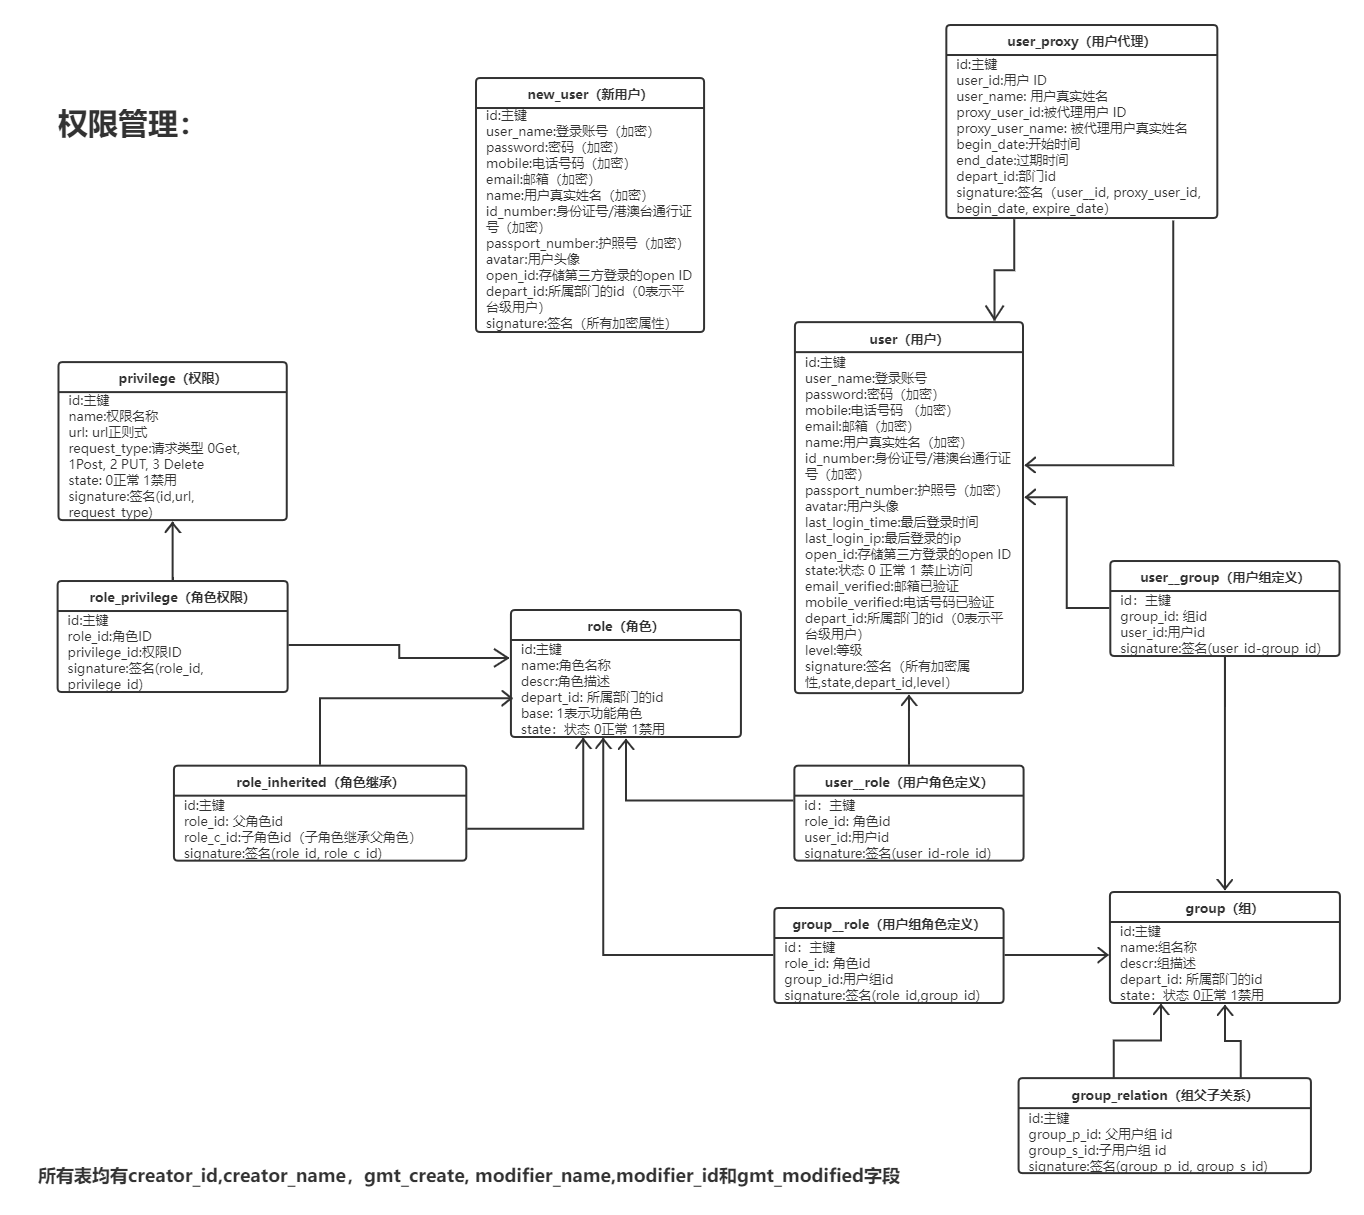 权限管理：
new_user（新用户）
id:主键
user_name:登录账号（加密）
password:密码（加密）
mobile:电话号码（加密）
email:邮箱（加密）
name:用户真实姓名（加密）
id_number:身份证号/港澳台通行证
号（加密）
passport_number:护照号（加密）
avatar:用户头像
open_id:存储第三方登录的open ID
depart_id:所属部门的id（0表示平
台级用户）
signature:签名（所有加密属性）
user_proxy（用户代理）
id:主键
user_id:用户 ID
user_name: 用户真实姓名
proxy_user_id:被代理用户 ID
proxy_user_name: 被代理用户真实姓名
begin_date:开始时间
end_date:过期时间
depart_id:部门id
signature:签名（user__id, proxy_user_id,
begin_date, expire_date）
user（用户）
id:主键
user_name:登录账号
password:密码（加密）
mobile:电话号码 （加密）
email:邮箱（加密）
name:用户真实姓名（加密）
id_number:身份证号/港澳台通行证
号（加密）
passport_number:护照号（加密）
avatar:用户头像
last_login_time:最后登录时间
last_login_ip:最后登录的ip
open_id:存储第三方登录的open ID
state:状态 0 正常 1 禁止访问
email_verified:邮箱已验证
mobile_verified:电话号码已验证
depart_id:所属部门的id（0表示平
台级用户）
level:等级
signature:签名（所有加密属
性,state,depart_id,level）
privilege（权限）
id:主键
name:权限名称
url: url正则式
request_type:请求类型 0Get,
1Post, 2 PUT, 3 Delete
state: 0正常 1禁用
signature:签名(id,url,
request_type)
role_privilege（角色权限）
id:主键
role_id:角色ID
privilege_id:权限ID
signature:签名(role_id,
privilege_id)
role（角色）
id:主键
name:角色名称
descr:角色描述
depart_id: 所属部门的id
base: 1表示功能角色
state：状态 0正常 1禁用
user__group（用户组定义）
id：主键
group_id: 组id
user_id:用户id
signature:签名(user_id-group_id)
role_inherited（角色继承）
id:主键
role_id: 父角色id
role_c_id:子角色id（子角色继承父角色）
signature:签名(role_id, role_c_id)
user__role（用户角色定义）
id：主键
role_id: 角色id
user_id:用户id
signature:签名(user_id-role_id)
group__role（用户组角色定义）
id：主键
role_id: 角色id
group_id:用户组id
signature:签名(role_id,group_id)
group（组）
id:主键
name:组名称
descr:组描述
depart_id: 所属部门的id
state：状态 0正常 1禁用
group_relation（组父子关系）
id:主键
group_p_id: 父用户组 id
group_s_id:子用户组 id
signature:签名(group_p_id, group_s_id)
所有表均有creator_id,creator_name，gmt_create, modifier_name,modifier_id和gmt_modified字段